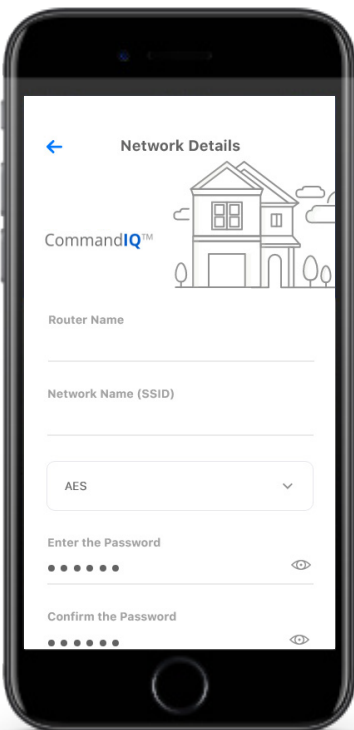 Network Details
CommandIQ™
Router Name
Network Name (SSID)
AES
Enter the Password
••••••
Confirm the Password
••••••